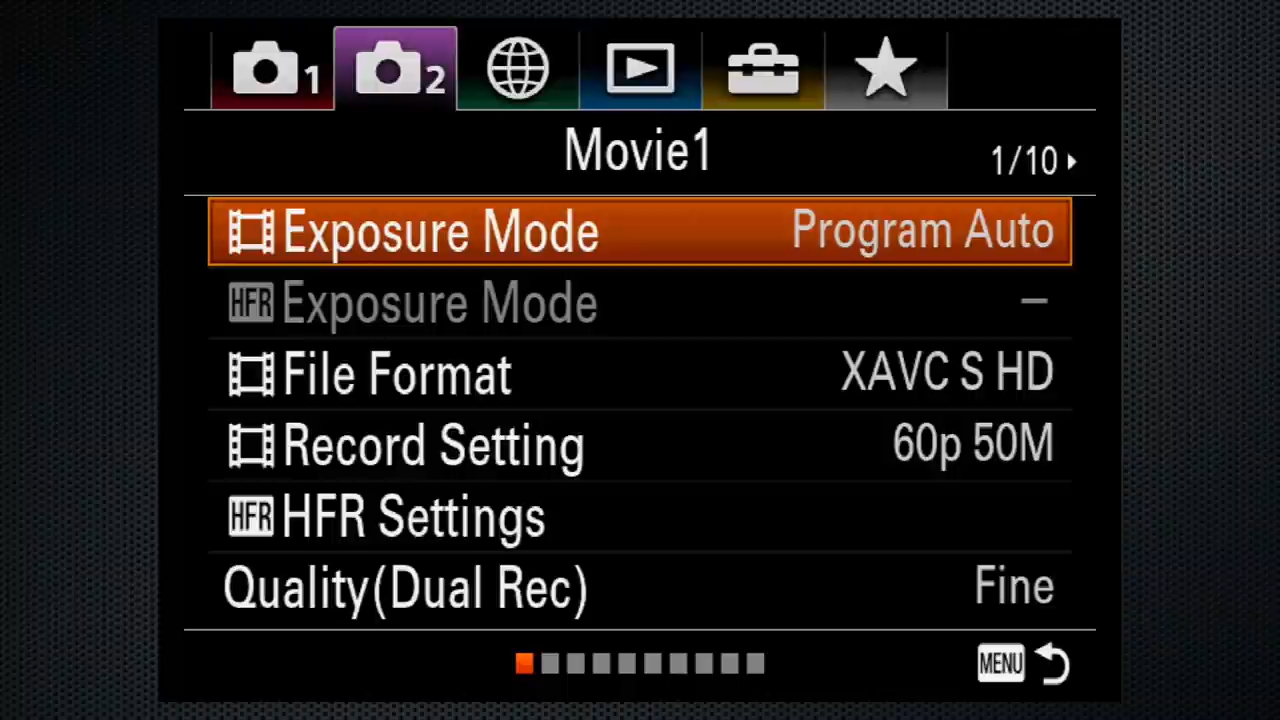 1 2
Movie1 1/10
Exposure Mode Program Auto
HFR Exposure Mode –
File Format XAVC S HD
Record Setting 60p 50M
HFR HFR Settings
Quality(Dual Rec) Fine
MENU